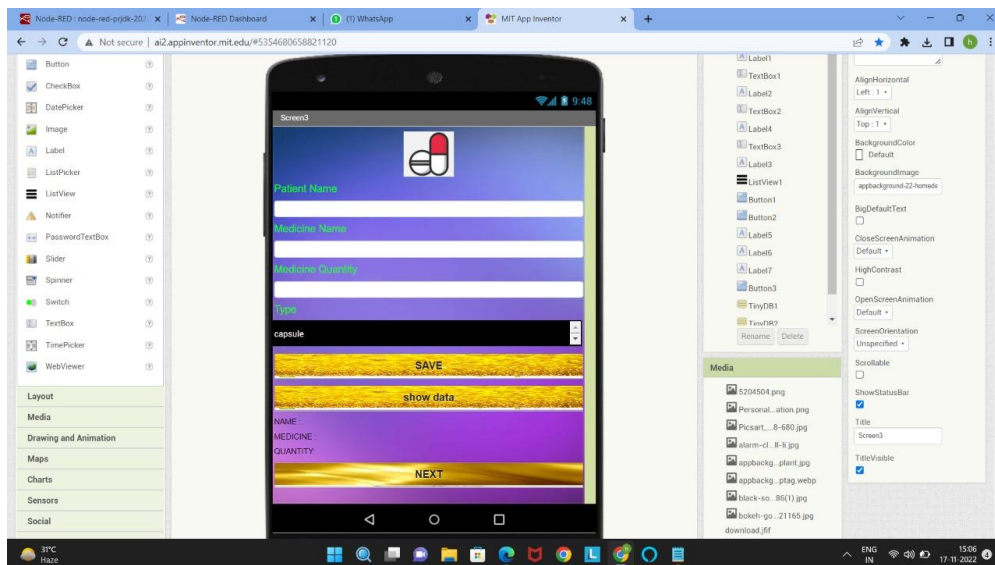 Node-RED : node-red-prjdk-202
Node-RED Dashboard
(1) WhatsApp
MIT App Inventor
Not secure | ai2.appinventor.mit.edu/#5354680658821120
h
Button
CheckBox
DatePicker
Image
Label
ListPicker
ListView
Notifier
PasswordTextBox
Slider
Spinner
Switch
TextBox
TimePicker
WebViewer
Layout
Media
Drawing and Animation
Maps
Charts
Sensors
Social
9:48
Screen3
Patient Name
Medicine Name
Medicine Quantity
Type
capsule
SAVE
show data
NAME :
MEDICINE :
QUANTITY:
NEXT
Label1
TextBox1
Label2
TextBox2
Label4
TextBox3
Label3
ListView1
Button1
Button2
Label5
Label6
Label7
Button3
TinyDB1
TinyDB2
Rename Delete
Media
5204504.png
Personal...ation.png
Picsart_...8-680.jpg
alarm-cl...ll-li.jpg
appbackg...plant.jpg
appbackg...ptag.webp
black-so...86(1).jpg
bokeh-go...21165.jpg
download.jfif
AlignHorizontal
Left : 1
AlignVertical
Top : 1
BackgroundColor
Default
BackgroundImage
appbackground-22-homede
BigDefaultText
CloseScreenAnimation
Default
HighContrast
OpenScreenAnimation
Default
ScreenOrientation
Unspecified
Scrollable
ShowStatusBar
Title
Screen3
TitleVisible
31°C
Haze
ENG
IN
15:06
17-11-2022
4